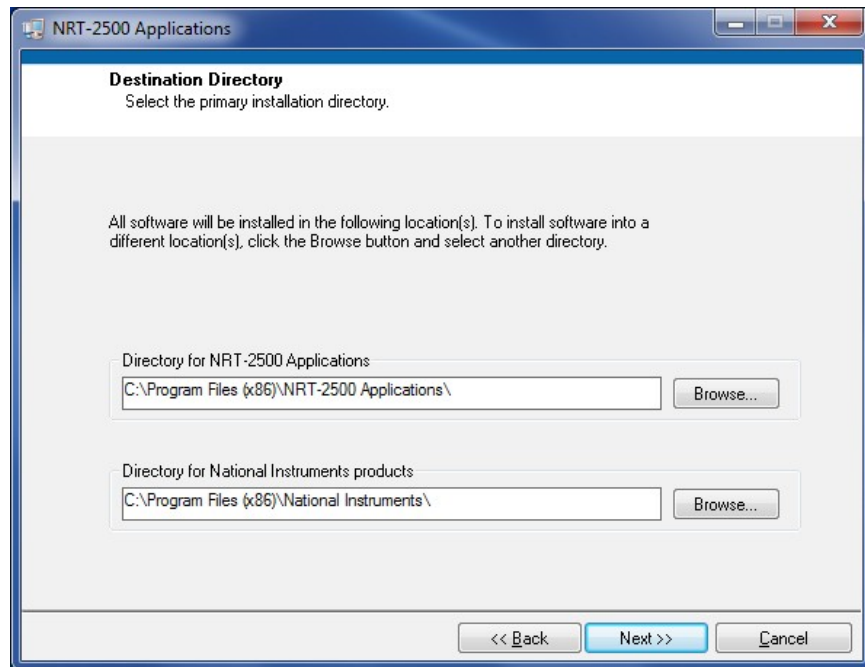 NRT-2500 Applications
Destination Directory
Select the primary installation directory.
All software will be installed in the following location(s). To install software into a
different location(s), click the Browse button and select another directory.
Directory for NRT-2500 Applications
C:\Program Files (x86)\NRT-2500 Applications\
Browse...
Directory for National Instruments products
C:\Program Files (x86)\National Instruments\
Browse...
<< Back
Next >>
Cancel